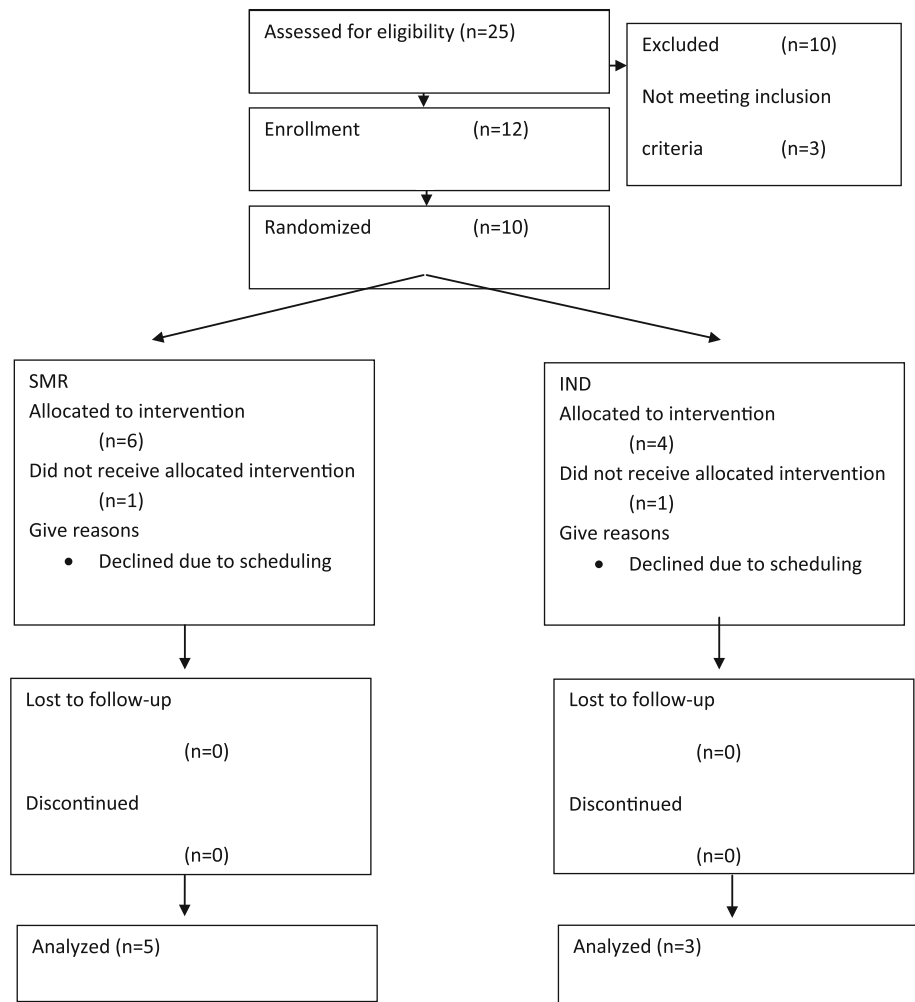 Assessed for eligibility (n=25)
Excluded (n=10)
Not meeting inclusion
criteria (n=3)
Enrollment (n=12)
Randomized (n=10)
SMR
Allocated to intervention
(n=6)
Did not receive allocated intervention
(n=1)
Give reasons
• Declined due to scheduling
IND
Allocated to intervention
(n=4)
Did not receive allocated intervention
(n=1)
Give reasons
• Declined due to scheduling
Lost to follow-up
(n=0)
Discontinued
(n=0)
Lost to follow-up
(n=0)
Discontinued
(n=0)
Analyzed (n=5)
Analyzed (n=3)